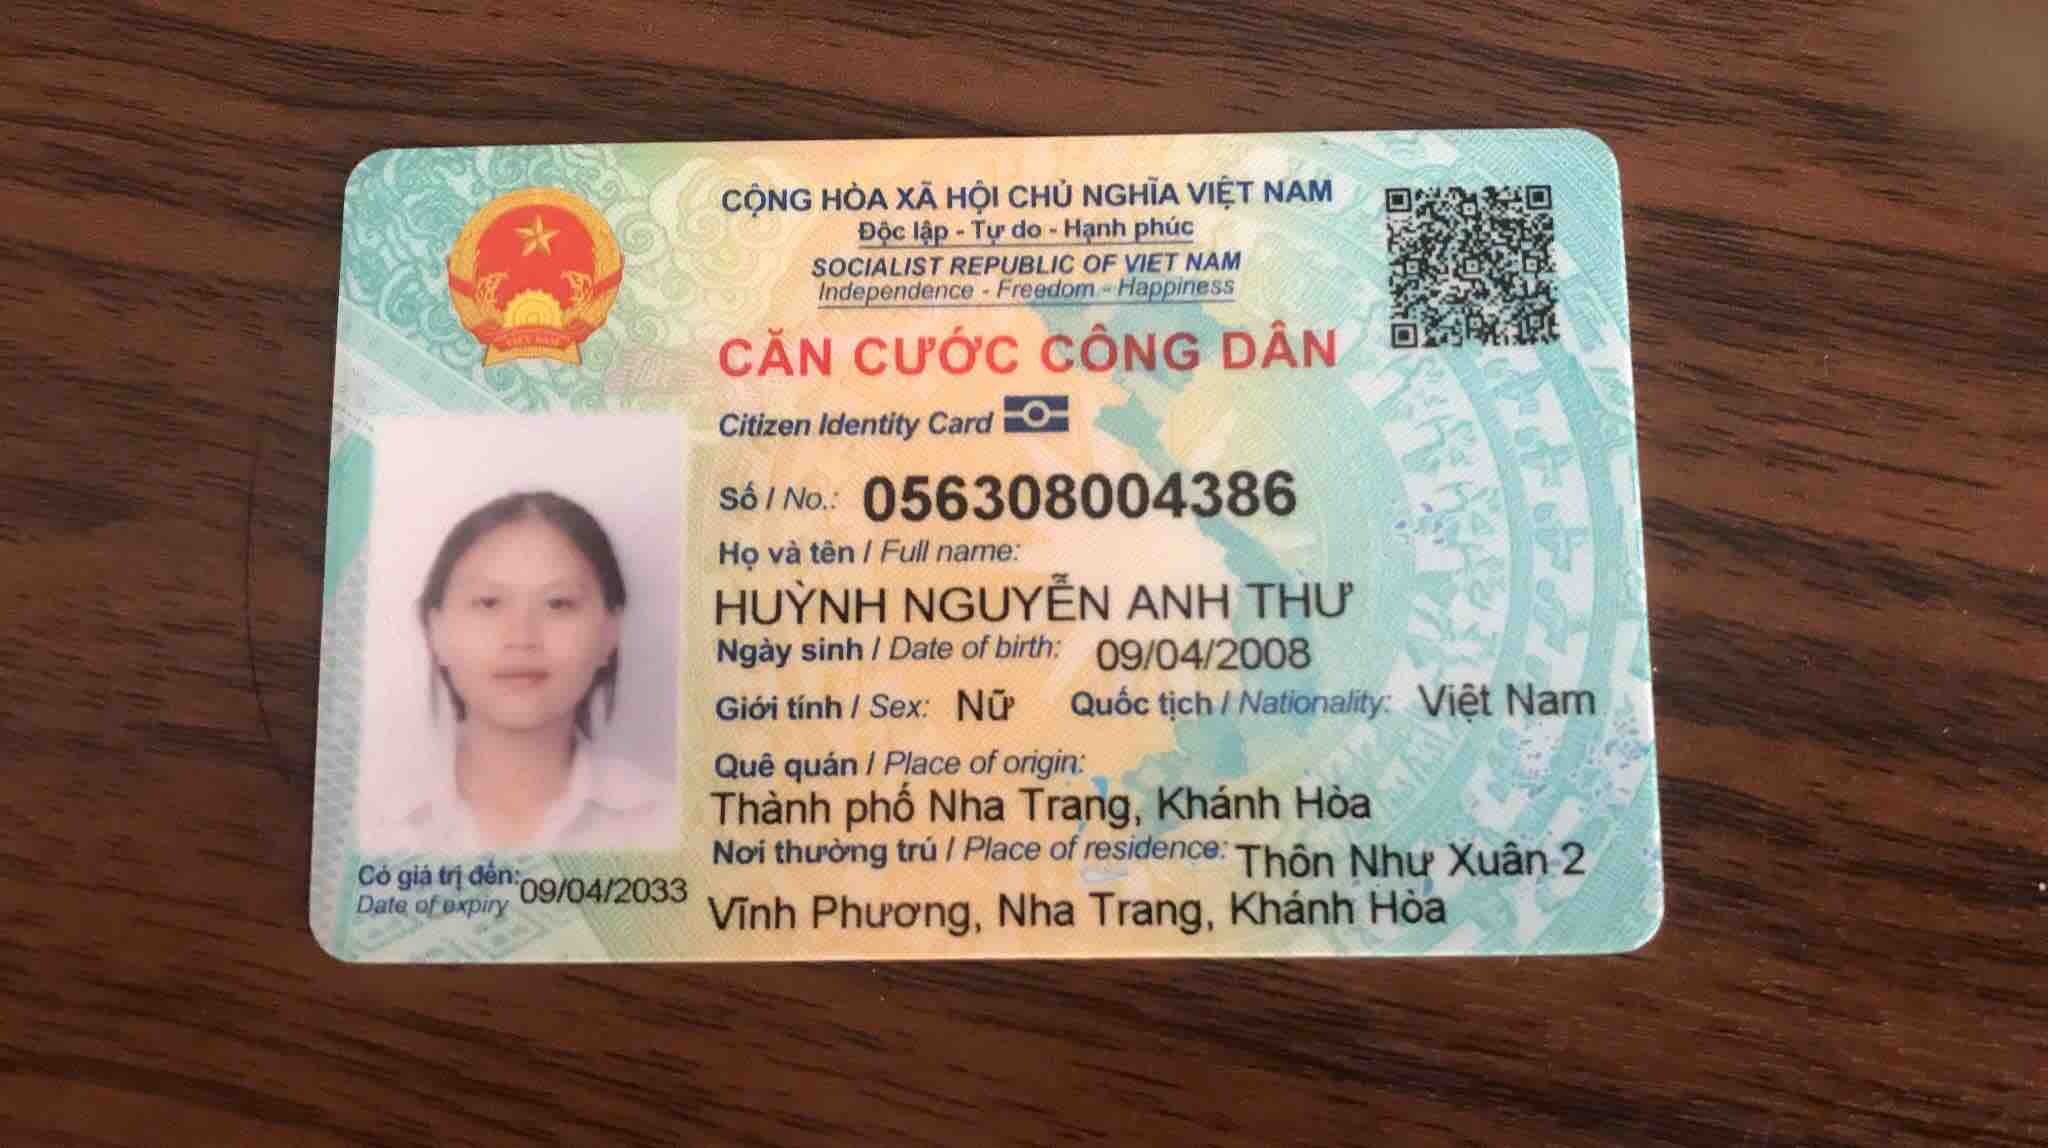 CỘNG HÒA XÃ HỘI CHỦ NGHĨA VIỆT NAM
Độc lập - Tự do - Hạnh phúc
SOCIALIST REPUBLIC OF VIET NAM
Independence - Freedom - Happiness
CĂN CƯỚC CÔNG DÂN
Citizen Identity Card
Số / No.: 056308004386
Họ và tên / Full name:
HUỲNH NGUYỄN ANH THƯ
Ngày sinh / Date of birth: 09/04/2008
Giới tính / Sex: Nữ Quốc tịch / Nationality: Việt Nam
Quê quán / Place of origin:
Thành phố Nha Trang, Khánh Hòa
Nơi thường trú / Place of residence: Thôn Như Xuân 2
Vĩnh Phương, Nha Trang, Khánh Hòa
Có giá trị đến: 09/04/2033
Date of expiry
VIỆT NAM